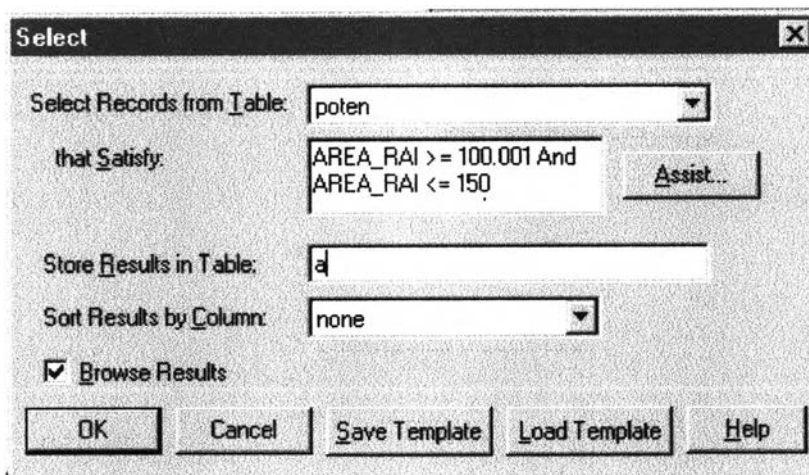 Select
Select Records from Table: poten
that Satisfy: AREA_RAI >= 100.001 And
AREA_RAI <= 150
Assist...
Store Results in Table: a
Sort Results by Column: none
Browse Results
OK Cancel Save Template Load Template Help